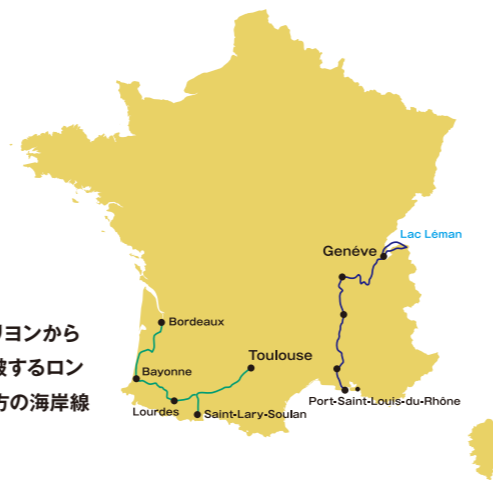 Lac Léman
Genéve
Bordeaux
Toulouse
Bayonne
Lourdes
Saint-Lary-Soulan
Port-Saint-Louis-du-Rhône
リヨンから
破するロン
方の海岸線